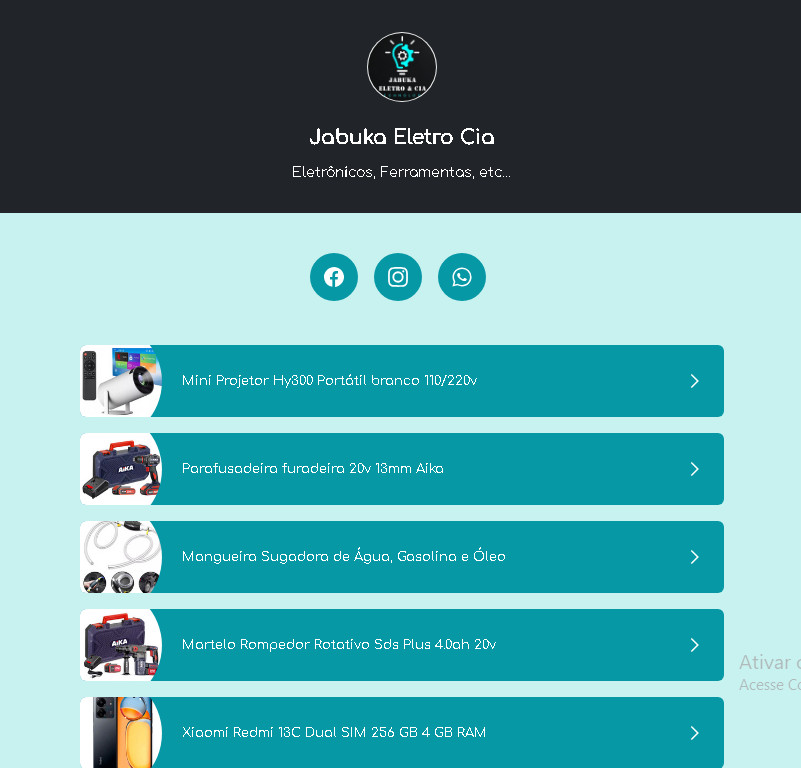 JABUKA
ELETRO & CIA
Jabuka Eletro Cia
Eletrônicos, Ferramentas, etc...
Mini Projetor Hy300 Portátil branco 110/220v
AiKA
Parafusadeira furadeira 20v 13mm Aika
Mangueira Sugadora de Água, Gasolina e Óleo
AiKA
Martelo Rompedor Rotativo Sds Plus 4.0ah 20v
Ativar
Acesse Co
Xiaomi Redmi 13C Dual SIM 256 GB 4 GB RAM